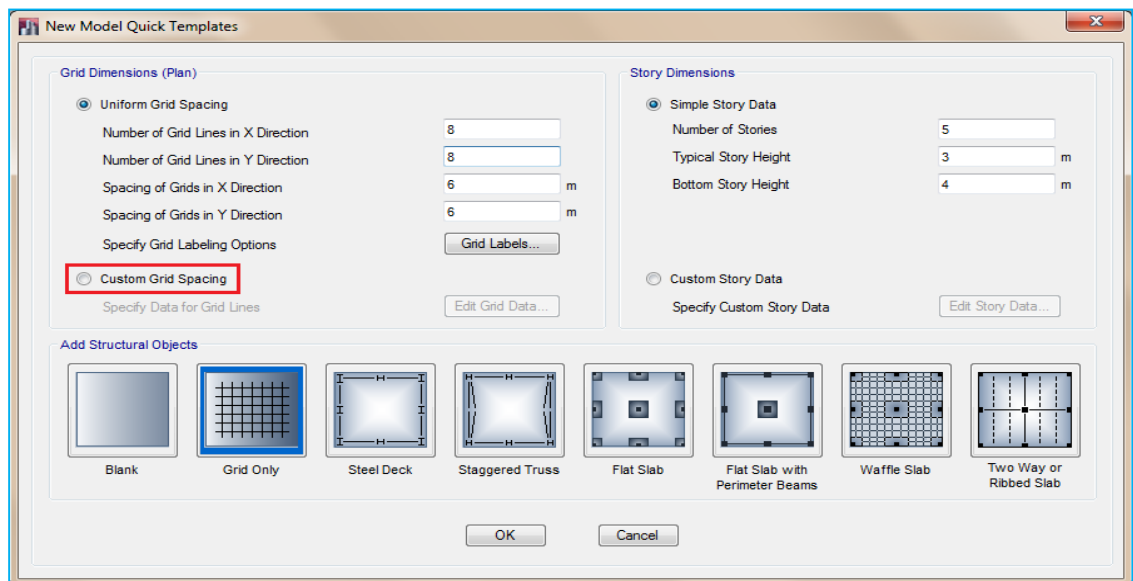 New Model Quick Templates
Grid Dimensions (Plan)
Uniform Grid Spacing
Number of Grid Lines in X Direction 8
Number of Grid Lines in Y Direction 8
Spacing of Grids in X Direction 6 m
Spacing of Grids in Y Direction 6 m
Specify Grid Labeling Options Grid Labels...
Custom Grid Spacing
Specify Data for Grid Lines Edit Grid Data...
Story Dimensions
Simple Story Data
Number of Stories 5
Typical Story Height 3 m
Bottom Story Height 4 m
Custom Story Data
Specify Custom Story Data Edit Story Data...
Add Structural Objects
Blank
Grid Only
Steel Deck
Staggered Truss
Flat Slab
Flat Slab with
Perimeter Beams
Waffle Slab
Two Way or
Ribbed Slab
OK Cancel